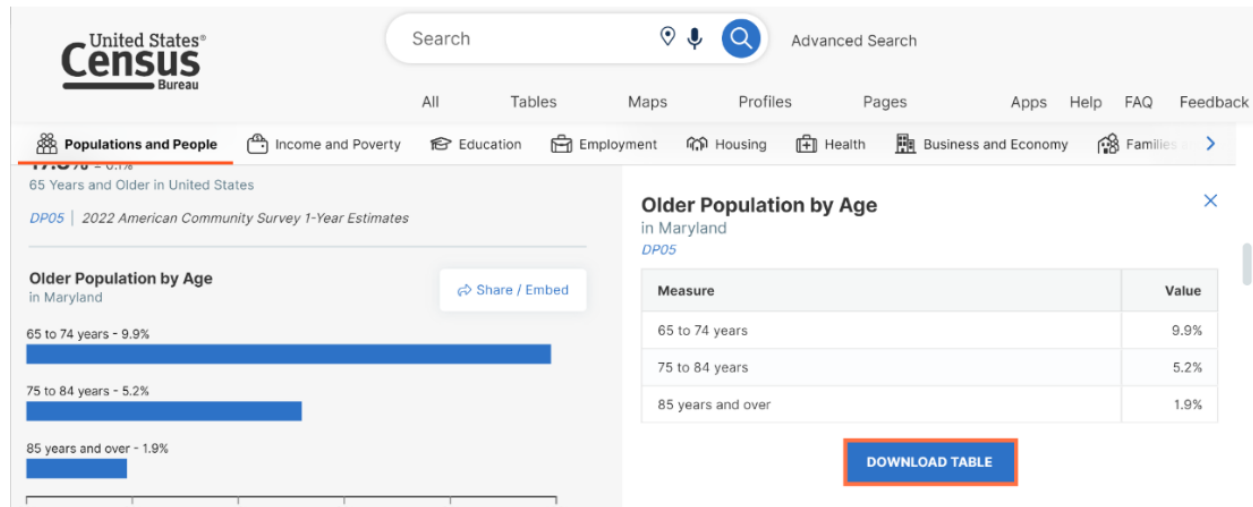 United States®
Census
Bureau
Search
Advanced Search
All Tables Maps Profiles Pages Apps Help FAQ Feedback
Populations and People Income and Poverty Education Employment Housing Health Business and Economy Families
65 Years and Older in United States
DP05 | 2022 American Community Survey 1-Year Estimates
Older Population by Age
in Maryland
Share / Embed
65 to 74 years - 9.9%
75 to 84 years - 5.2%
85 years and over - 1.9%
Older Population by Age
in Maryland
DP05
Measure Value
65 to 74 years 9.9%
75 to 84 years 5.2%
85 years and over 1.9%
DOWNLOAD TABLE